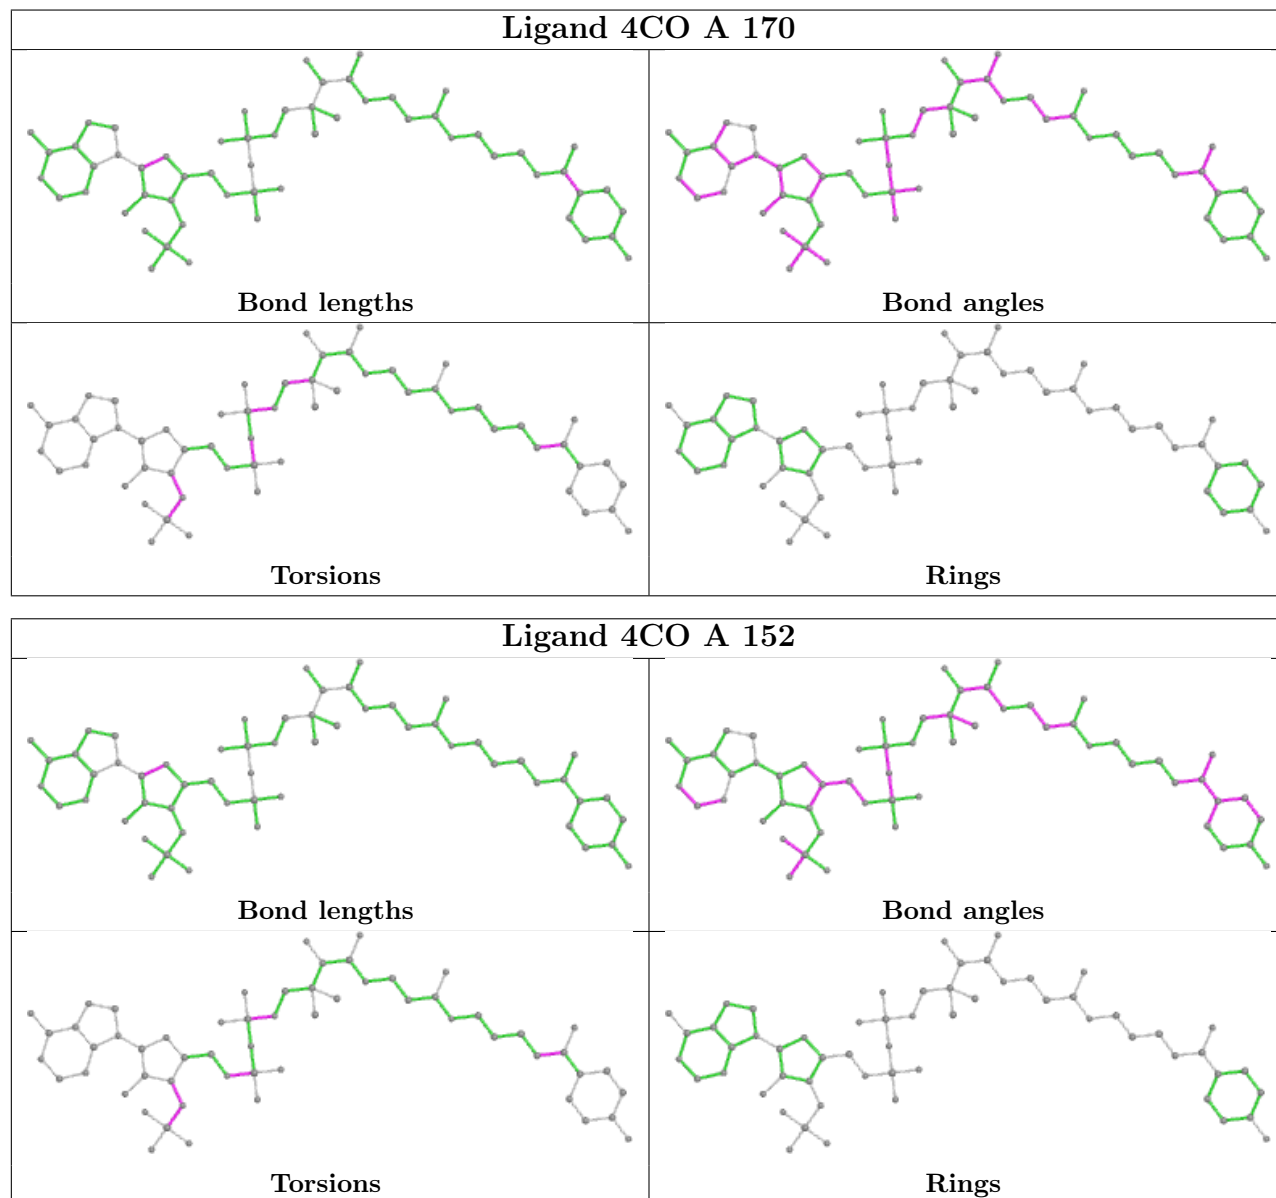 Ligand 4CO A 170
Bond lengths
Bond angles
Torsions
Rings
Ligand 4CO A 152
Bond lengths
Bond angles
Torsions
Rings